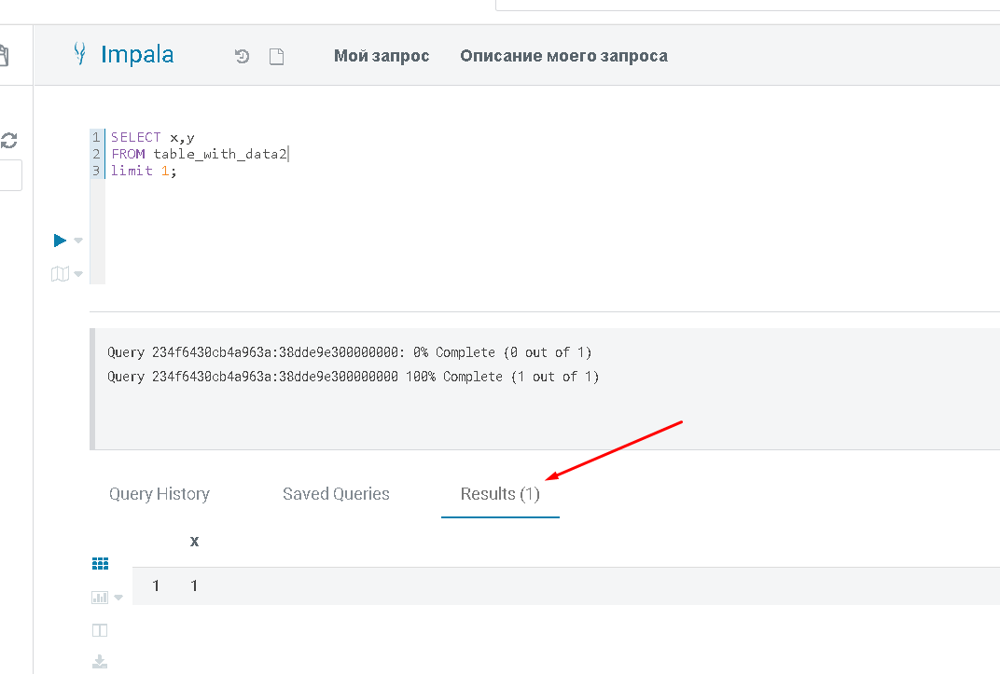 Impala Мой запрос Описание моего запроса
1 SELECT x,y
2 FROM table_with_data2
3 limit 1;
Query 234f6430cb4a963a:38dde9e300000000: 0% Complete (0 out of 1)
Query 234f6430cb4a963a:38dde9e300000000 100% Complete (1 out of 1)
Query History Saved Queries Results (1)
x
1 1